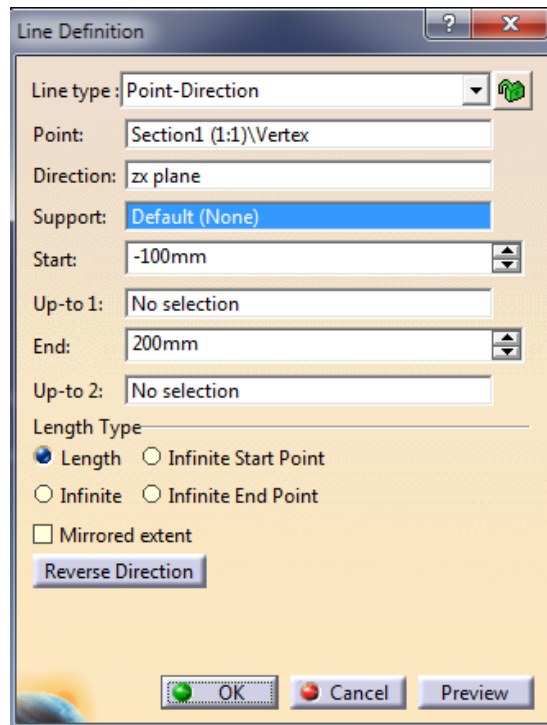 Line Definition
?
X
Line type : Point-Direction
Point: Section1 (1:1)\Vertex
Direction: zx plane
Support: Default (None)
Start: -100mm
Up-to 1: No selection
End: 200mm
Up-to 2: No selection
Length Type
Length Infinite Start Point
Infinite Infinite End Point
Mirrored extent
Reverse Direction
OK Cancel Preview